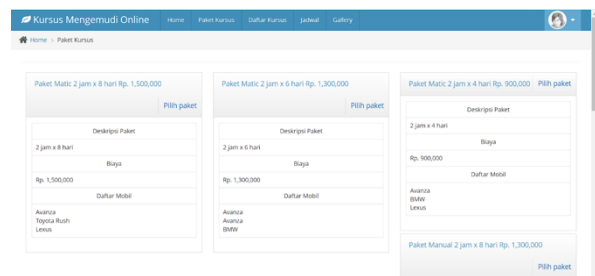 Kursus Mengemudi Online Home Paket Kursus Daftar Kursus Jadwal Gallery
Home > Paket Kursus
Paket Matic 2 jam x 8 hari Rp. 1,500,000
Pilih paket
Deskripsi Paket
2 jam x 8 hari
Biaya
Rp. 1,500,000
Daftar Mobil
Avanza
Toyota Rush
Lexus
Paket Matic 2 jam x 6 hari Rp. 1,300,000
Pilih paket
Deskripsi Paket
2 jam x 6 hari
Biaya
Rp. 1,300,000
Daftar Mobil
Avanza
Avanza
BMW
Paket Matic 2 jam x 4 hari Rp. 900,000 Pilih paket
Deskripsi Paket
2 jam x 4 hari
Biaya
Rp. 900,000
Daftar Mobil
Avanza
BMW
Lexus
Paket Manual 2 jam x 8 hari Rp. 1,300,000
Pilih paket